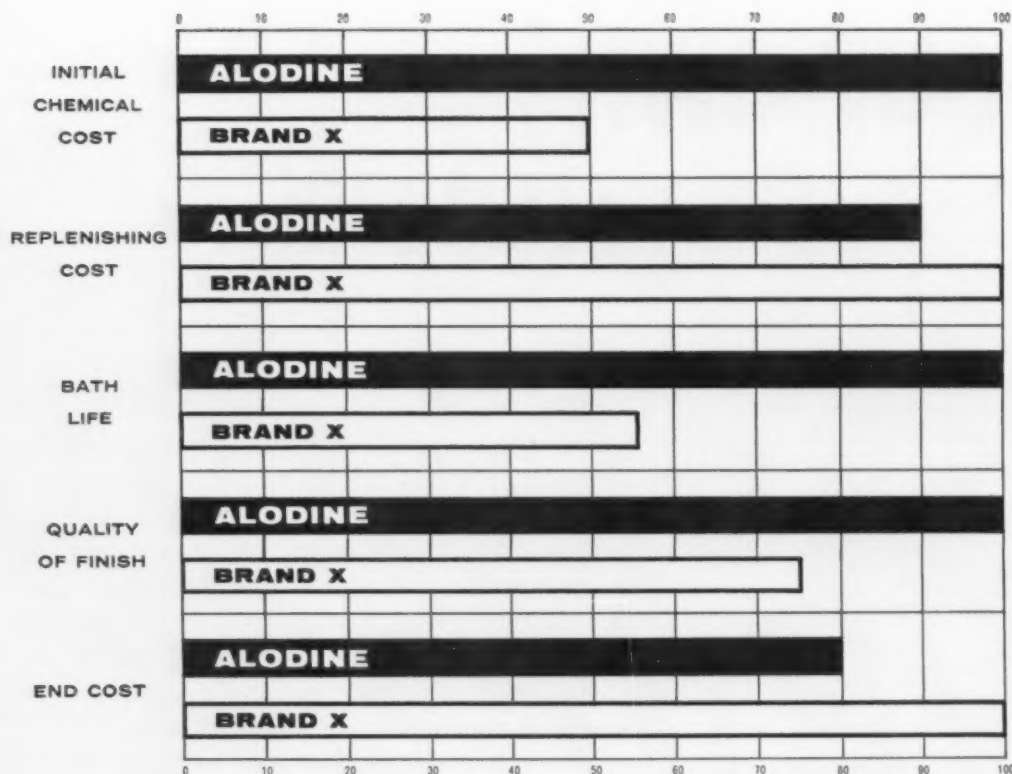 0 10 20 30 40 50 60 70 80 90 100
INITIAL
CHEMICAL
COST
ALODINE
BRAND X
REPLENISHING
COST
ALODINE
BRAND X
BATH
LIFE
ALODINE
BRAND X
QUALITY
OF FINISH
ALODINE
BRAND X
END COST
ALODINE
BRAND X
0 10 20 30 40 50 60 70 80 90 100